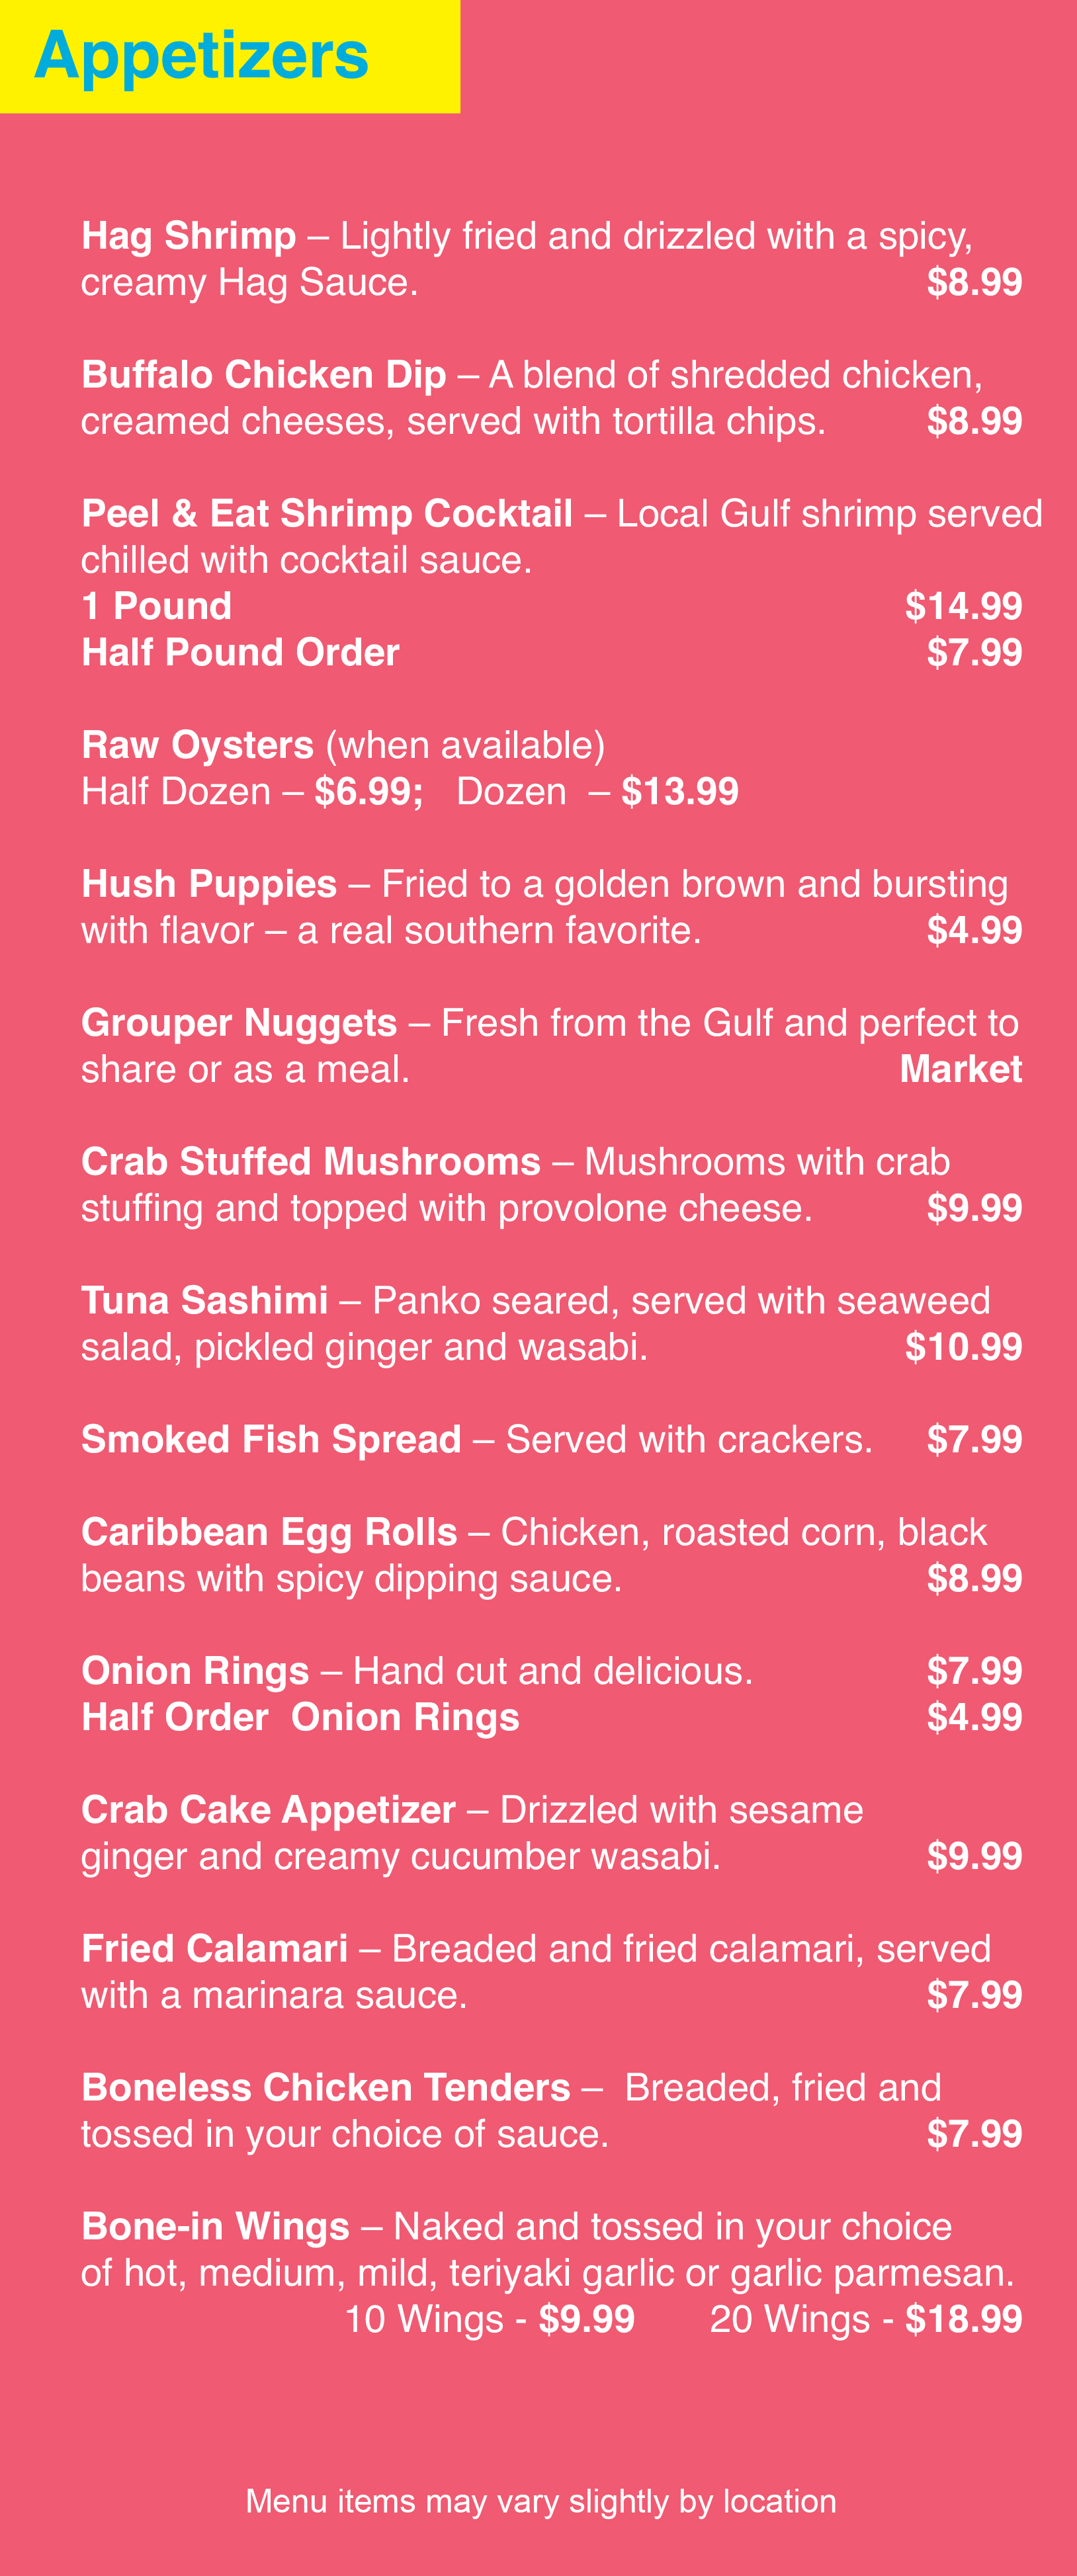 Appetizers
Hag Shrimp – Lightly fried and drizzled with a spicy,
creamy Hag Sauce. $8.99
Buffalo Chicken Dip – A blend of shredded chicken,
creamed cheeses, served with tortilla chips. $8.99
Peel & Eat Shrimp Cocktail – Local Gulf shrimp served
chilled with cocktail sauce.
1 Pound $14.99
Half Pound Order $7.99
Raw Oysters (when available)
Half Dozen – $6.99; Dozen – $13.99
Hush Puppies – Fried to a golden brown and bursting
with flavor – a real southern favorite. $4.99
Grouper Nuggets – Fresh from the Gulf and perfect to
share or as a meal. Market
Crab Stuffed Mushrooms – Mushrooms with crab
stuffing and topped with provolone cheese. $9.99
Tuna Sashimi – Panko seared, served with seaweed
salad, pickled ginger and wasabi. $10.99
Smoked Fish Spread – Served with crackers. $7.99
Caribbean Egg Rolls – Chicken, roasted corn, black
beans with spicy dipping sauce. $8.99
Onion Rings – Hand cut and delicious. $7.99
Half Order Onion Rings $4.99
Crab Cake Appetizer – Drizzled with sesame
ginger and creamy cucumber wasabi. $9.99
Fried Calamari – Breaded and fried calamari, served
with a marinara sauce. $7.99
Boneless Chicken Tenders – Breaded, fried and
tossed in your choice of sauce. $7.99
Bone-in Wings – Naked and tossed in your choice
of hot, medium, mild, teriyaki garlic or garlic parmesan.
10 Wings - $9.99 20 Wings - $18.99
Menu items may vary slightly by location